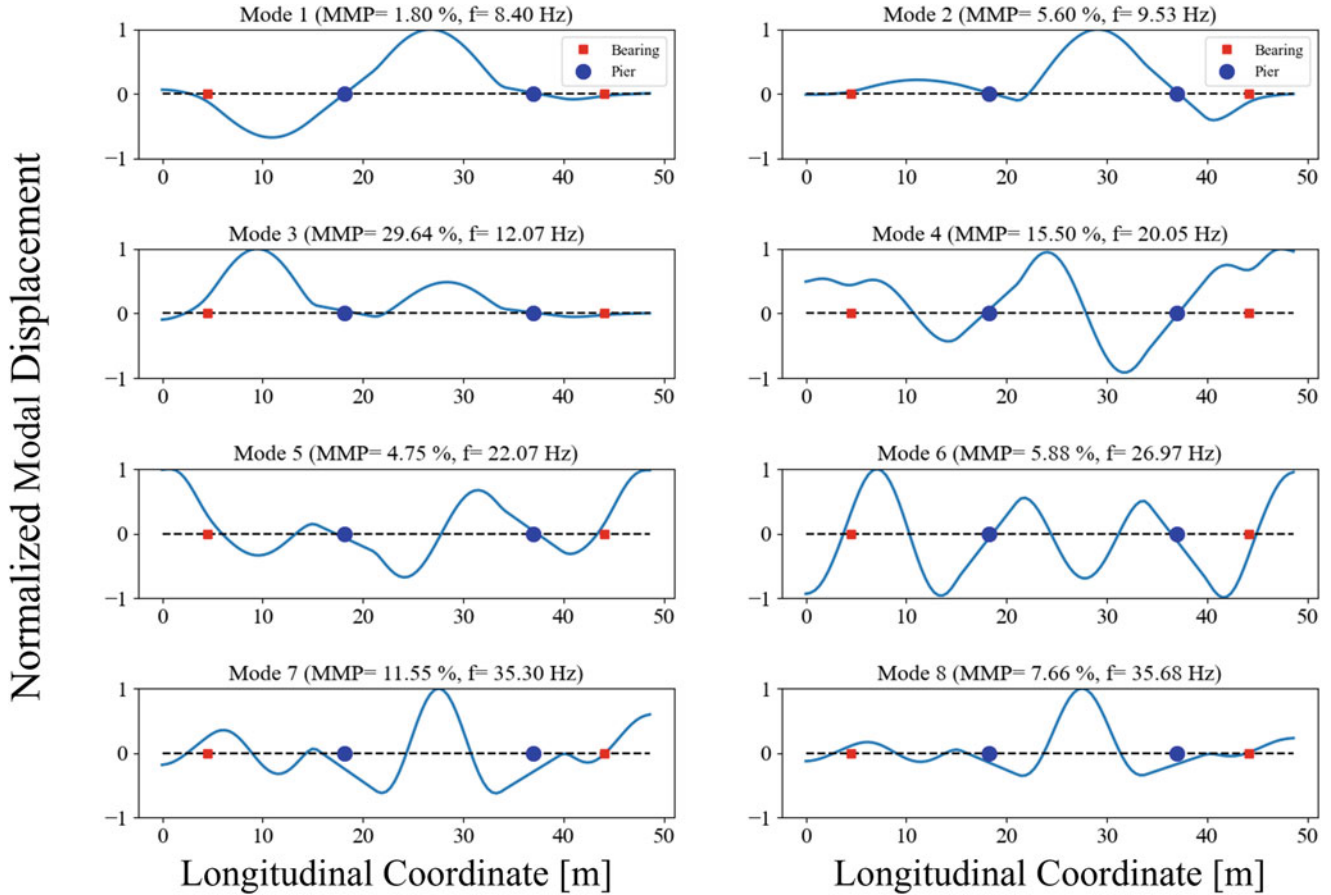 Normalized Modal Displacement
Mode 1 (MMP= 1.80 %, f= 8.40 Hz)
1
0
−1
0 10 20 30 40 50
Bearing
Pier
Mode 2 (MMP= 5.60 %, f= 9.53 Hz)
1
0
−1
0 10 20 30 40 50
Bearing
Pier
Mode 3 (MMP= 29.64 %, f= 12.07 Hz)
1
0
−1
0 10 20 30 40 50
Mode 4 (MMP= 15.50 %, f= 20.05 Hz)
1
0
−1
0 10 20 30 40 50
Mode 5 (MMP= 4.75 %, f= 22.07 Hz)
1
0
−1
0 10 20 30 40 50
Mode 6 (MMP= 5.88 %, f= 26.97 Hz)
1
0
−1
0 10 20 30 40 50
Mode 7 (MMP= 11.55 %, f= 35.30 Hz)
1
0
−1
0 10 20 30 40 50
Mode 8 (MMP= 7.66 %, f= 35.68 Hz)
1
0
−1
0 10 20 30 40 50
Longitudinal Coordinate [m]
Longitudinal Coordinate [m]